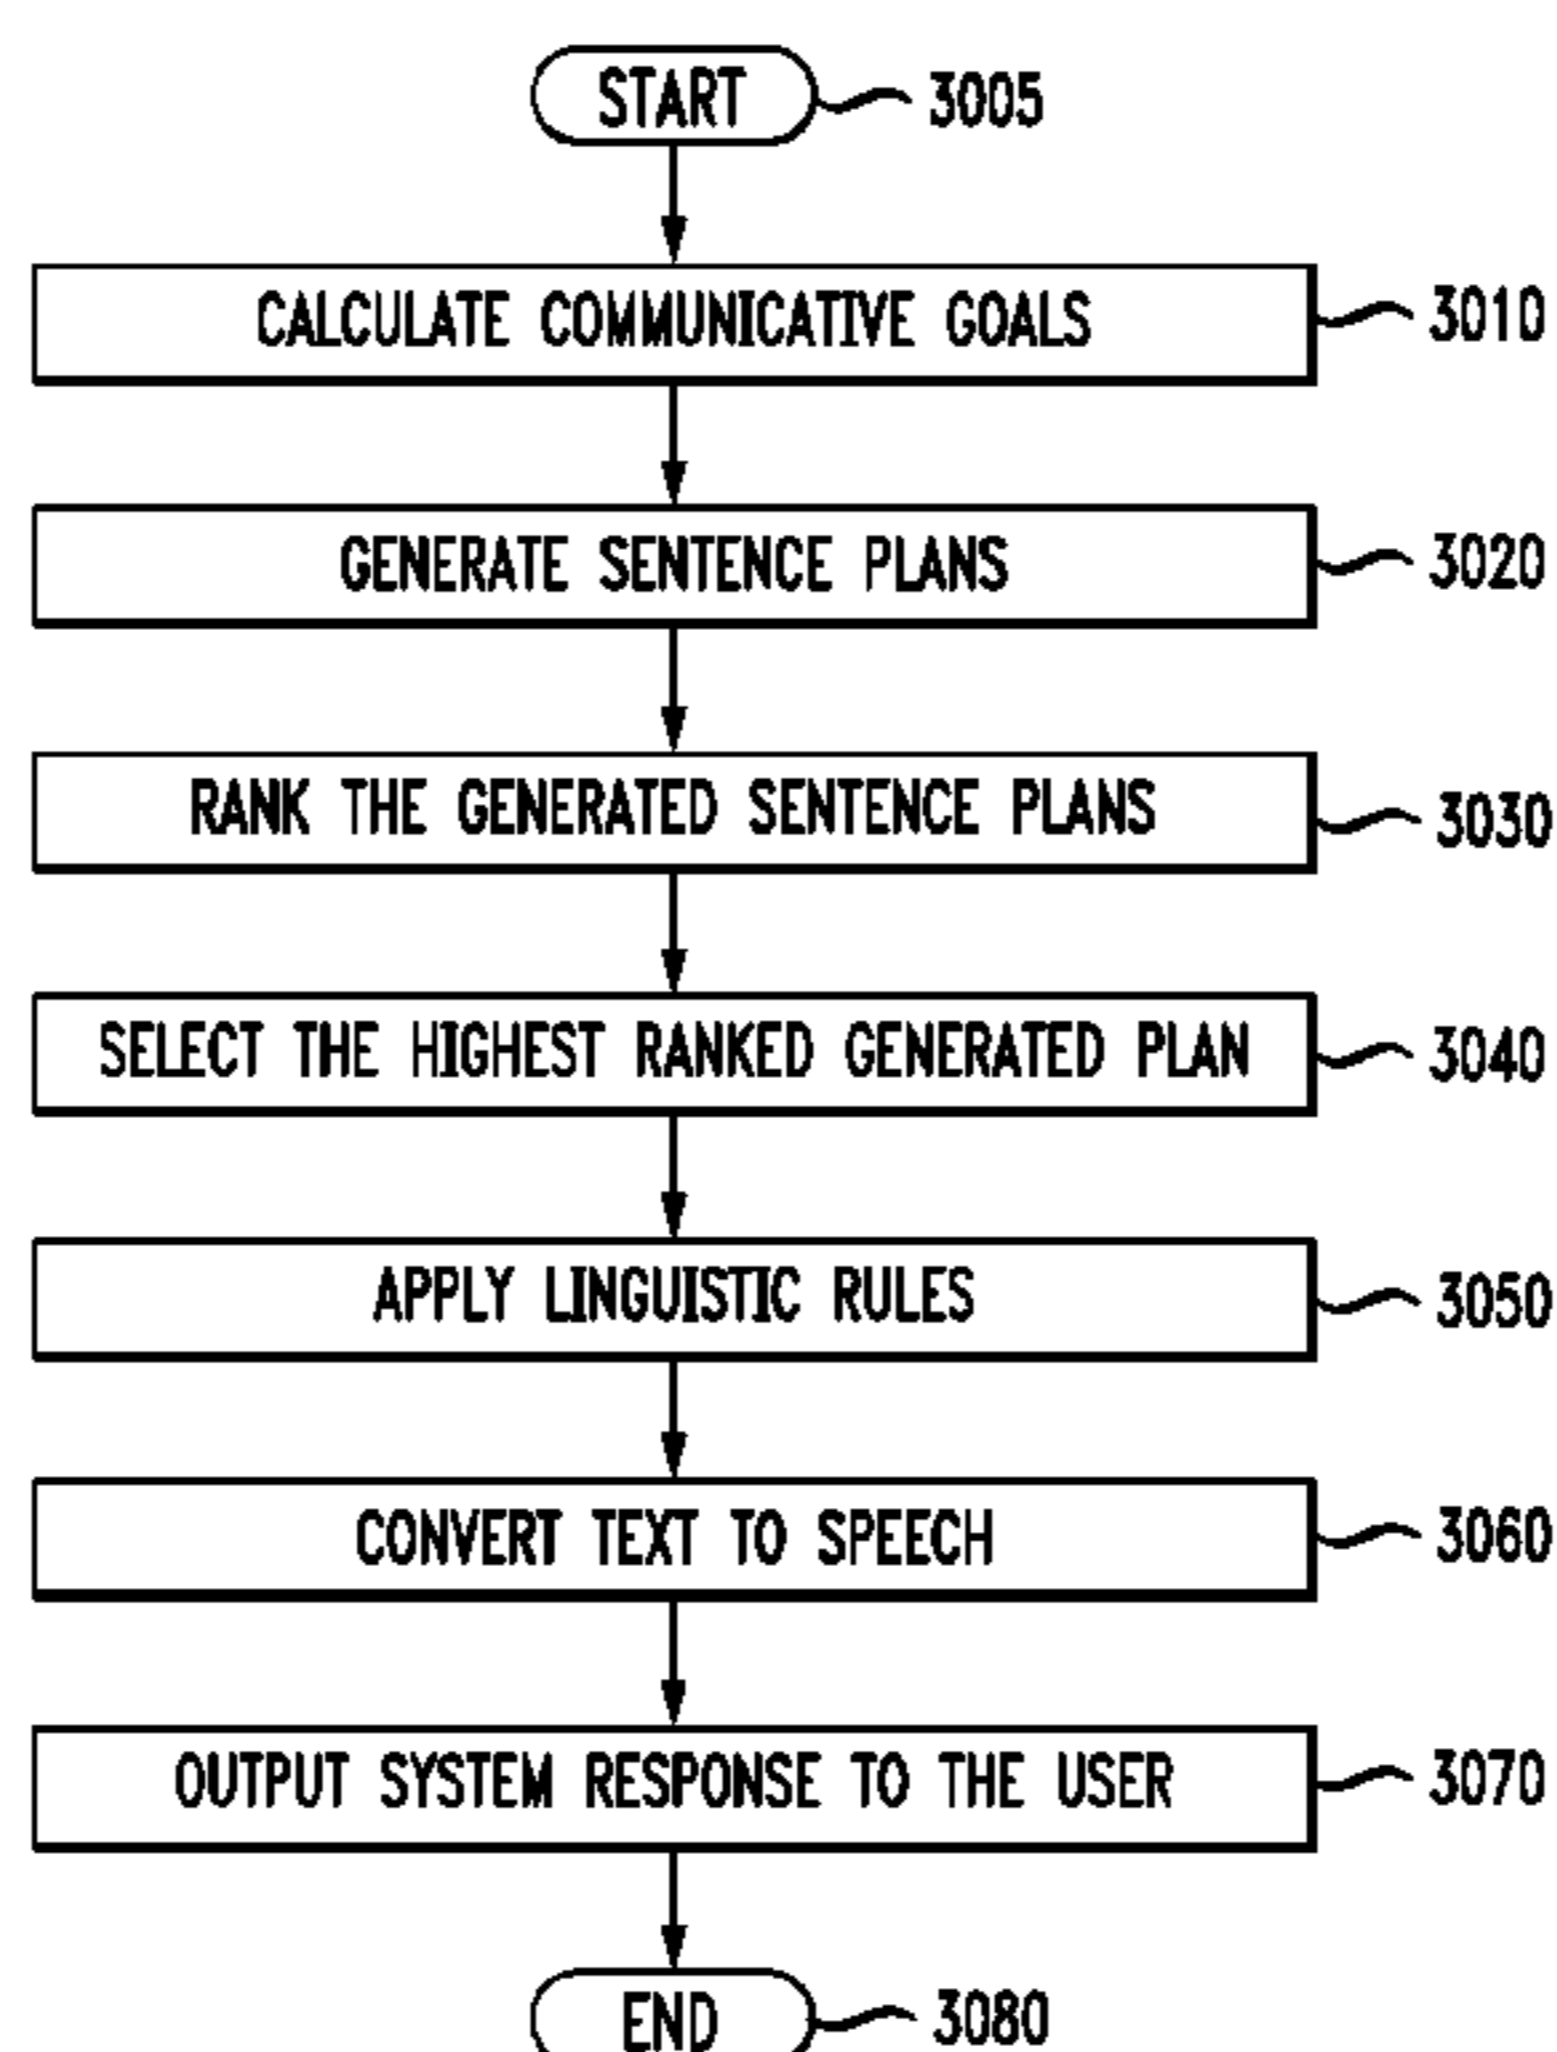 START 3005
CALCULATE COMMUNICATIVE GOALS 3010
GENERATE SENTENCE PLANS 3020
RANK THE GENERATED SENTENCE PLANS 3030
SELECT THE HIGHEST RANKED GENERATED PLAN 3040
APPLY LINGUISTIC RULES 3050
CONVERT TEXT TO SPEECH 3060
OUTPUT SYSTEM RESPONSE TO THE USER 3070
END 3080